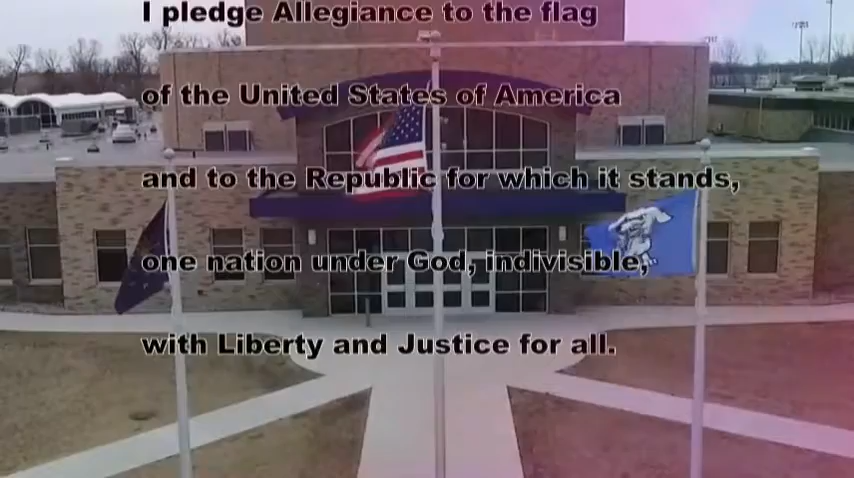 I pledge Allegiance to the flag
of the United States of America
and to the Republic for which it stands,
one nation under God, indivisible,
with Liberty and Justice for all.